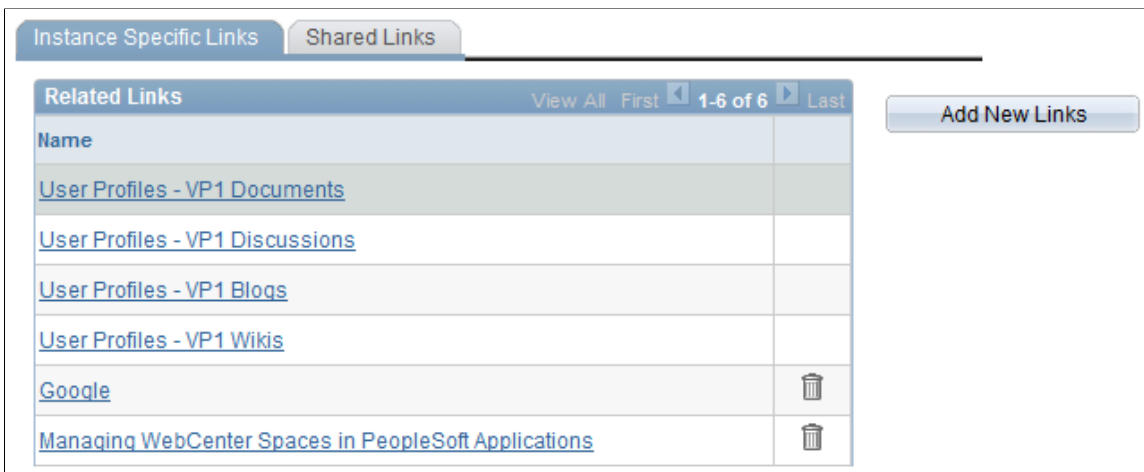 Instance Specific Links Shared Links
Related Links View All First 1-6 of 6 Last
Add New Links
Name
User Profiles - VP1 Documents
User Profiles - VP1 Discussions
User Profiles - VP1 Blogs
User Profiles - VP1 Wikis
Google
Managing WebCenter Spaces in PeopleSoft Applications